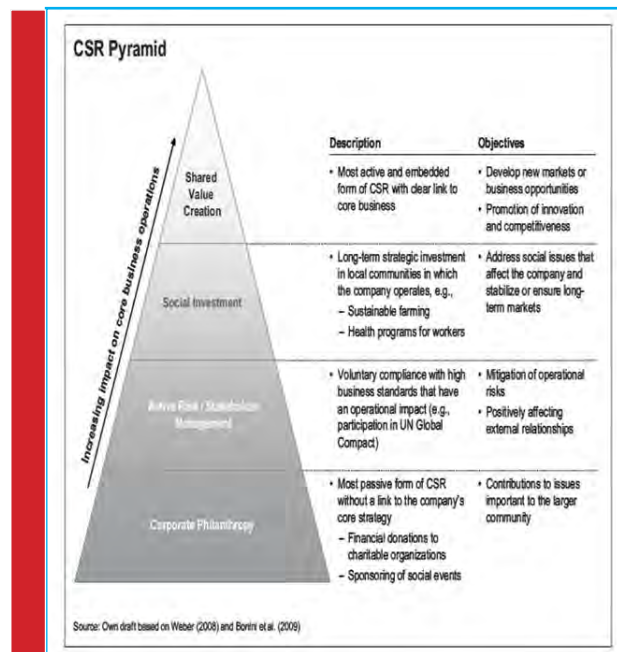 CSR Pyramid
Increasing impact on core business operations
Description
Objectives
Shared
Value
Creation
• Most active and embedded
form of CSR with clear link to
core business
• Develop new markets or
business opportunities
• Promotion of innovation
and competitiveness
Social Investment
• Long-term strategic investment
in local communities in which
the company operates, e.g.,
– Sustainable farming
– Health programs for workers
• Address social issues that
affect the company and
stabilize or ensure long-
term markets
Active Risk / Stakeholder
Management
• Voluntary compliance with high
business standards that have
an operational impact (e.g.,
participation in UN Global
Compact)
• Mitigation of operational
risks
• Positively affecting
external relationships
Corporate Philanthropy
• Most passive form of CSR
without a link to the company's
core strategy
– Financial donations to
charitable organizations
– Sponsoring of social events
• Contributions to issues
important to the larger
community
Source: Own draft based on Weber (2008) and Bonini et al. (2009)